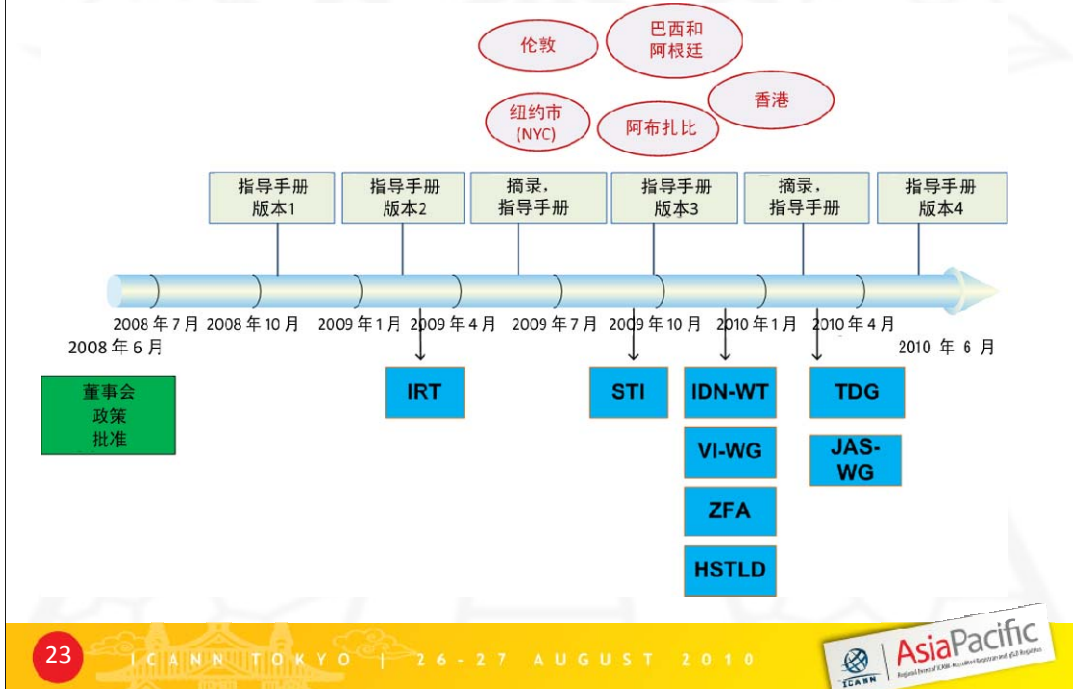 伦敦
巴西和
阿根廷
纽约市
(NYC)
阿布扎比
香港
指导手册
版本1
指导手册
版本2
摘录，
指导手册
指导手册
版本3
摘录，
指导手册
指导手册
版本4
2008 年 7 月
2008 年 10 月
2009 年 1 月
2009 年 4 月
2009 年 7 月
2009 年 10 月
2010 年 1 月
2010 年 4 月
2008 年 6 月
2010 年 6 月
董事会
政策
批准
IRT
STI
IDN-WT
TDG
VI-WG
JAS-
WG
ZFA
HSTLD
23
ICANN TOKYO | 26-27 AUGUST 2010
ICANN
AsiaPacific